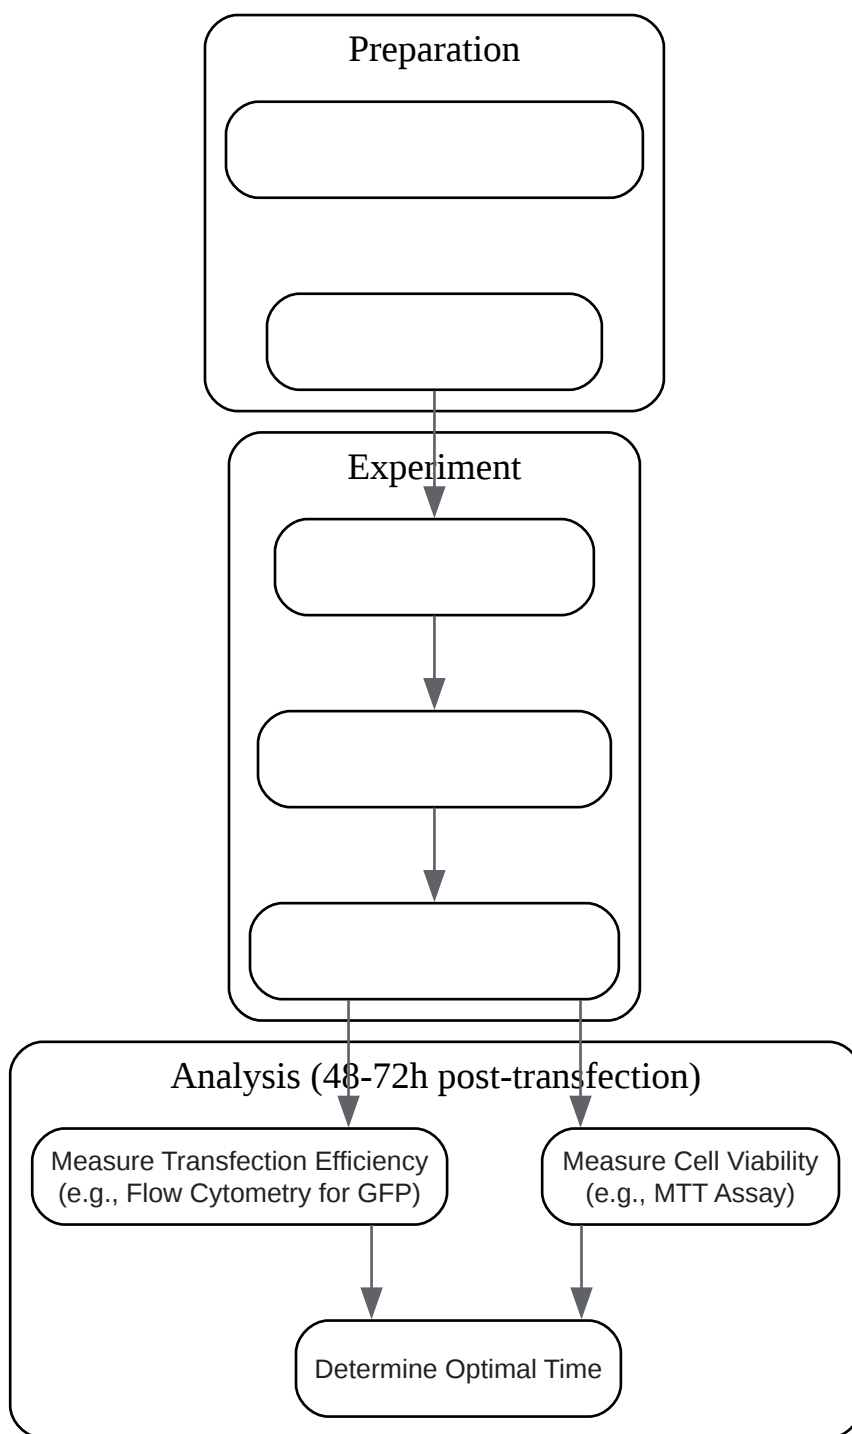 Preparation
Experiment
Analysis (48-72h post-transfection)
Measure Transfection Efficiency
(e.g., Flow Cytometry for GFP)
Measure Cell Viability
(e.g., MTT Assay)
Determine Optimal Time